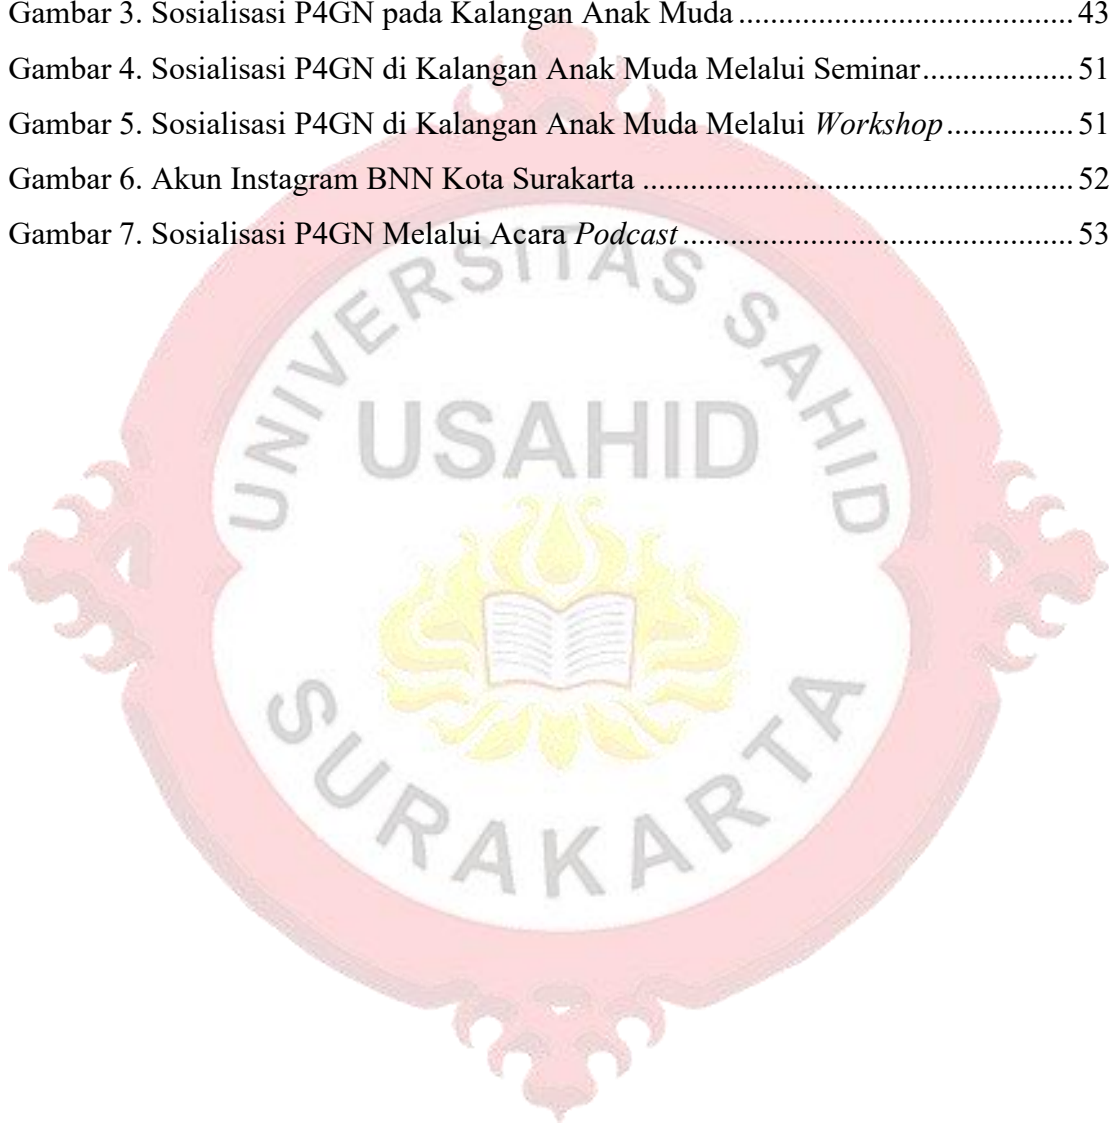 Gambar 3. Sosialisasi P4GN pada Kalangan Anak Muda ................................................ 43
Gambar 4. Sosialisasi P4GN di Kalangan Anak Muda Melalui Seminar .................... 51
Gambar 5. Sosialisasi P4GN di Kalangan Anak Muda Melalui Workshop .................. 51
Gambar 6. Akun Instagram BNN Kota Surakarta .............................................................. 52
Gambar 7. Sosialisasi P4GN Melalui Acara Podcast ........................................................ 53
UNIVERSITAS SAHID
USAHID
SURAKARTA